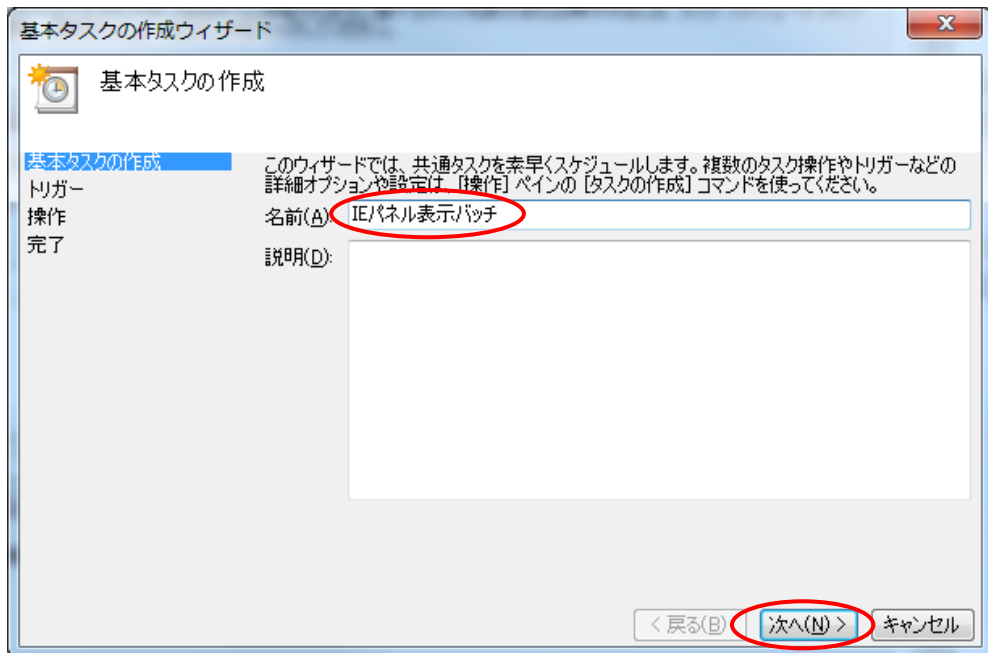 基本タスクの作成ウィザード
基本タスクの作成
基本タスクの作成
トリガー
操作
完了
このウィザードでは、共通タスクを素早くスケジュールします。複数のタスク操作やトリガーなどの
詳細オプションや設定は、[操作] ペインの [タスクの作成] コマンドを使ってください。
名前(A): IEパネル表示バッチ
説明(D):
< 戻る(B)
次へ(N) >
キャンセル